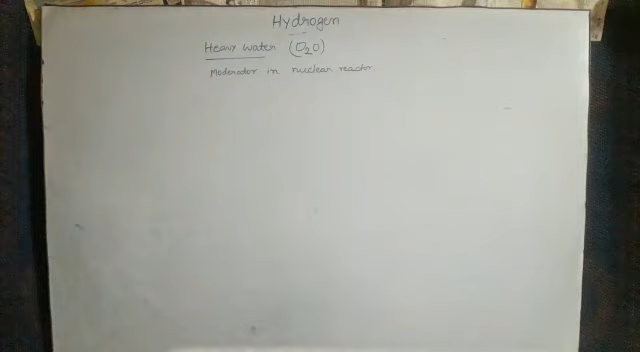 Hydrogen
Heavy water (D2O)
Moderator in nuclear reactor